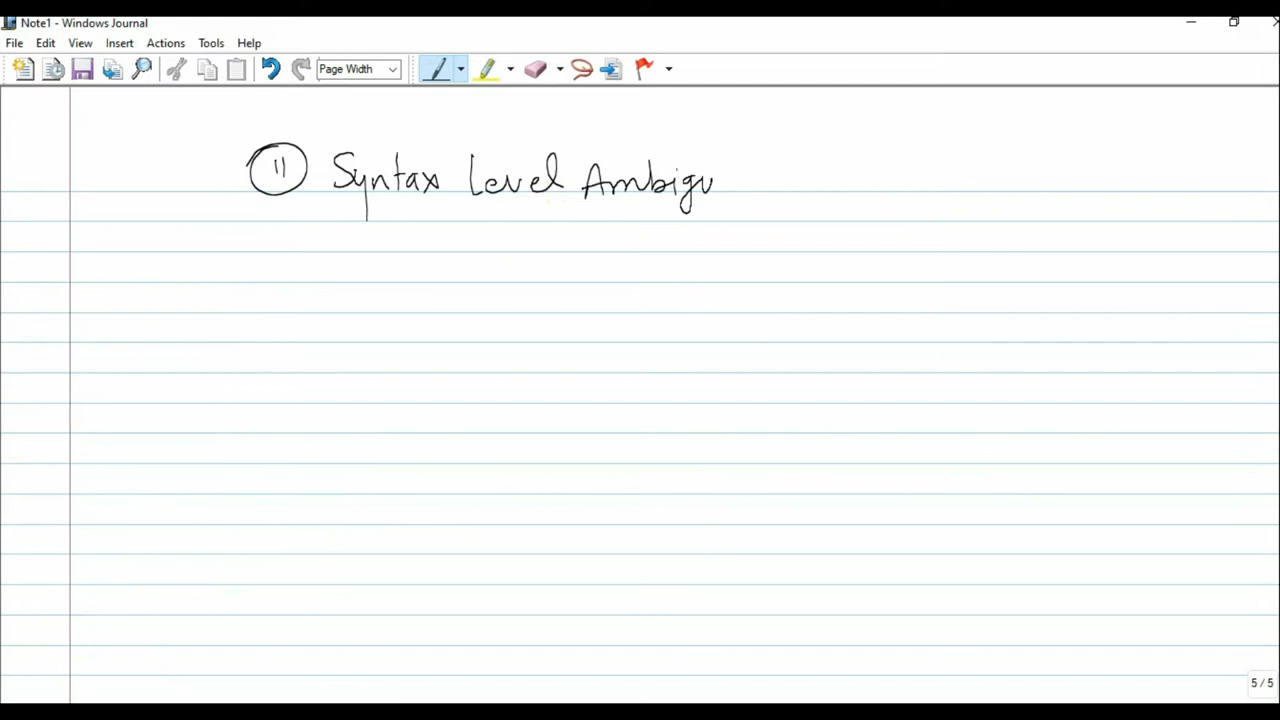 Note1 - Windows Journal
File Edit View Insert Actions Tools Help
Page Width
11 Syntax Level Ambigu
5 / 5